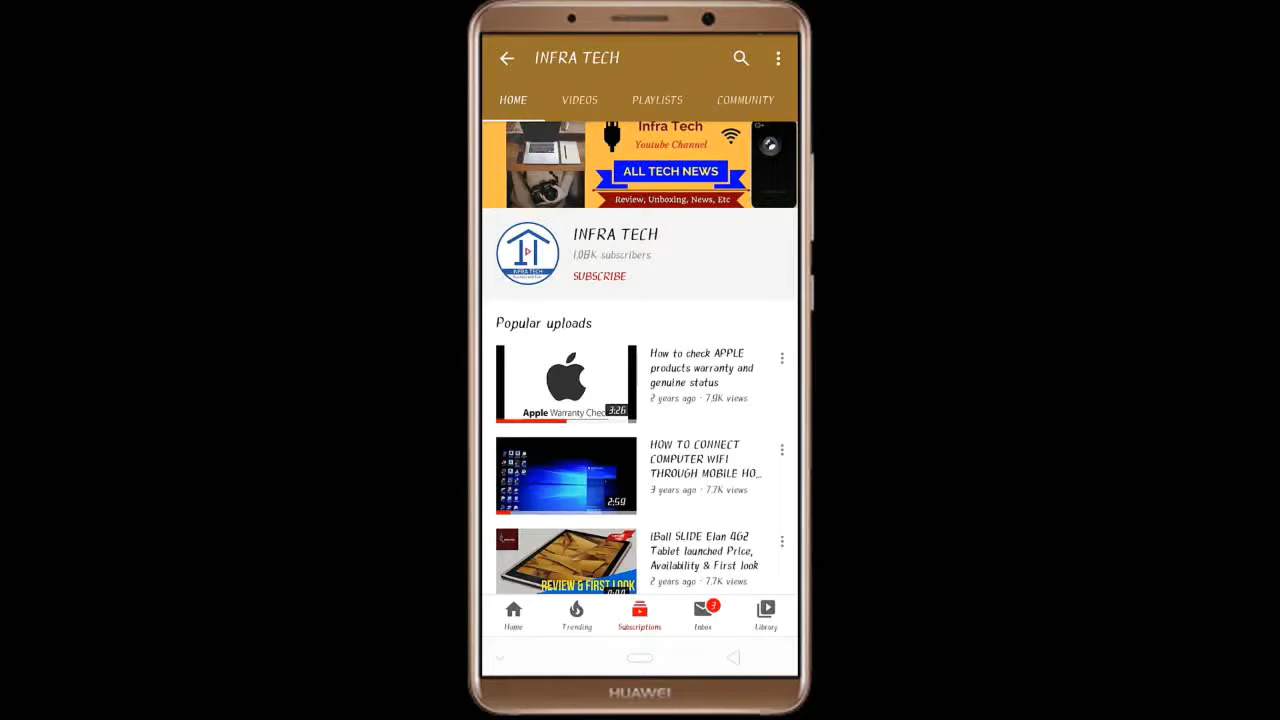 INFRA TECH
HOME VIDEOS PLAYLISTS COMMUNITY
Infra Tech
Youtube Channel
ALL TECH NEWS
Review, Unboxing, News, Etc
INFRA TECH
INFRA TECH
1.08K subscribers
SUBSCRIBE
Popular uploads
How to check APPLE
products warranty and
genuine status
2 years ago · 7.9K views
Apple Warranty Chec
3:26
HOW TO CONNECT
COMPUTER WIFI
THROUGH MOBILE HO...
3 years ago · 7.7K views
2:59
iBall SLIDE Elan 4G2
Tablet launched Price,
Availability & First look
2 years ago · 7.7K views
REVIEW & FIRST LOOK
Home Trending Subscriptions Inbox Library
HUAWEI